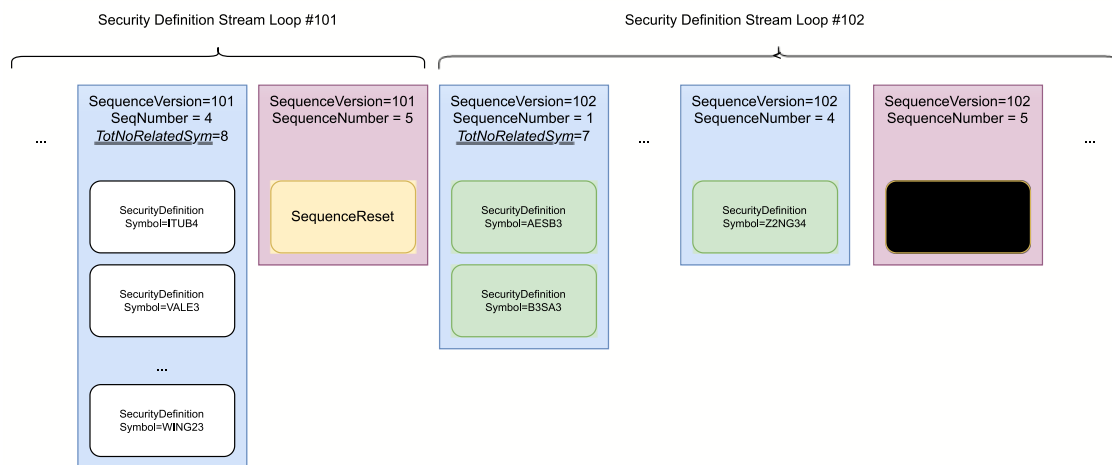 Security Definition Stream Loop #101
Security Definition Stream Loop #102
...
SequenceVersion=101
SeqNumber = 4
TotNoRelatedSym=8
SecurityDefinition
Symbol=ITUB4
SecurityDefinition
Symbol=VALE3
...
SecurityDefinition
Symbol=WING23
SequenceVersion=101
SequenceNumber = 5
SequenceReset
SequenceVersion=102
SequenceNumber = 1
TotNoRelatedSym=7
SecurityDefinition
Symbol=AESB3
SecurityDefinition
Symbol=B3SA3
...
SequenceVersion=102
SequenceNumber = 4
SecurityDefinition
Symbol=Z2NG34
SequenceVersion=102
SequenceNumber = 5
...